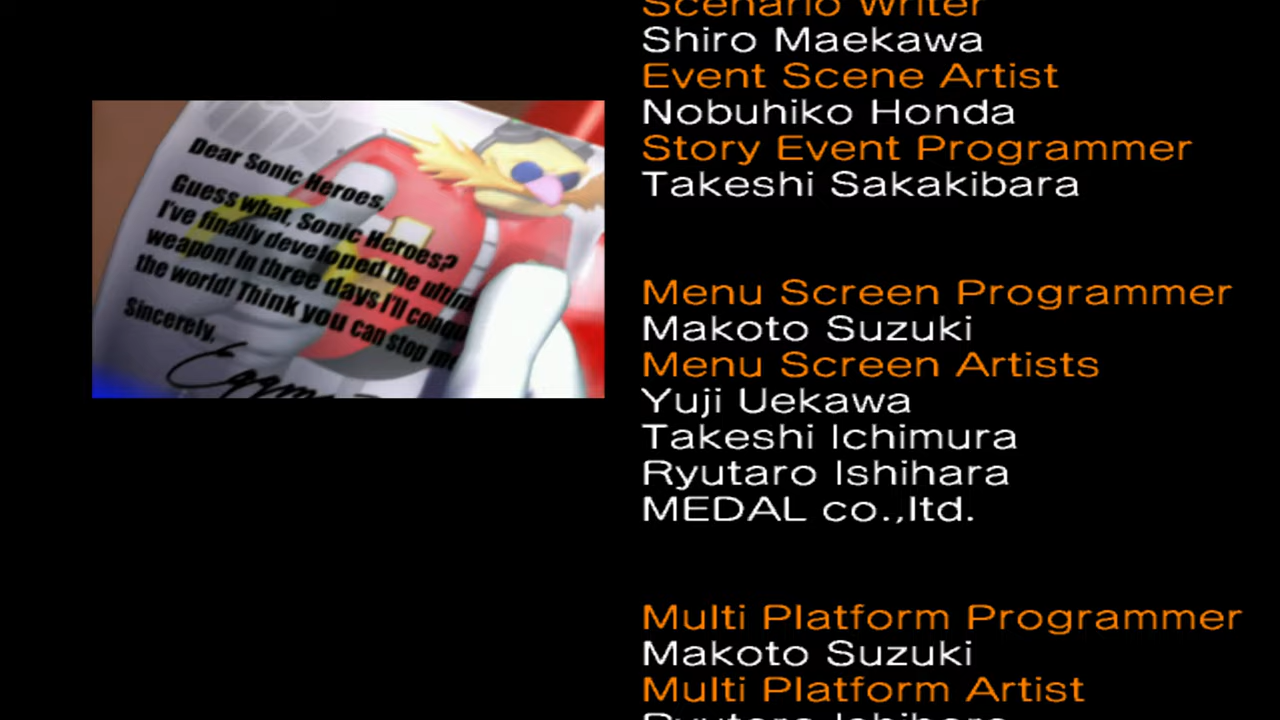 Dear Sonic Heroes,
Guess what, Sonic Heroes?
I've finally developed the
weapon! In three days I'll
the world! Think you can stop
Sincerely,
Scenario Writer
Shiro Maekawa
Event Scene Artist
Nobuhiko Honda
Story Event Programmer
Takeshi Sakakibara
Menu Screen Programmer
Makoto Suzuki
Menu Screen Artists
Yuji Uekawa
Takeshi Ichimura
Ryutaro Ishihara
MEDAL co.,ltd.
Multi Platform Programmer
Makoto Suzuki
Multi Platform Artist